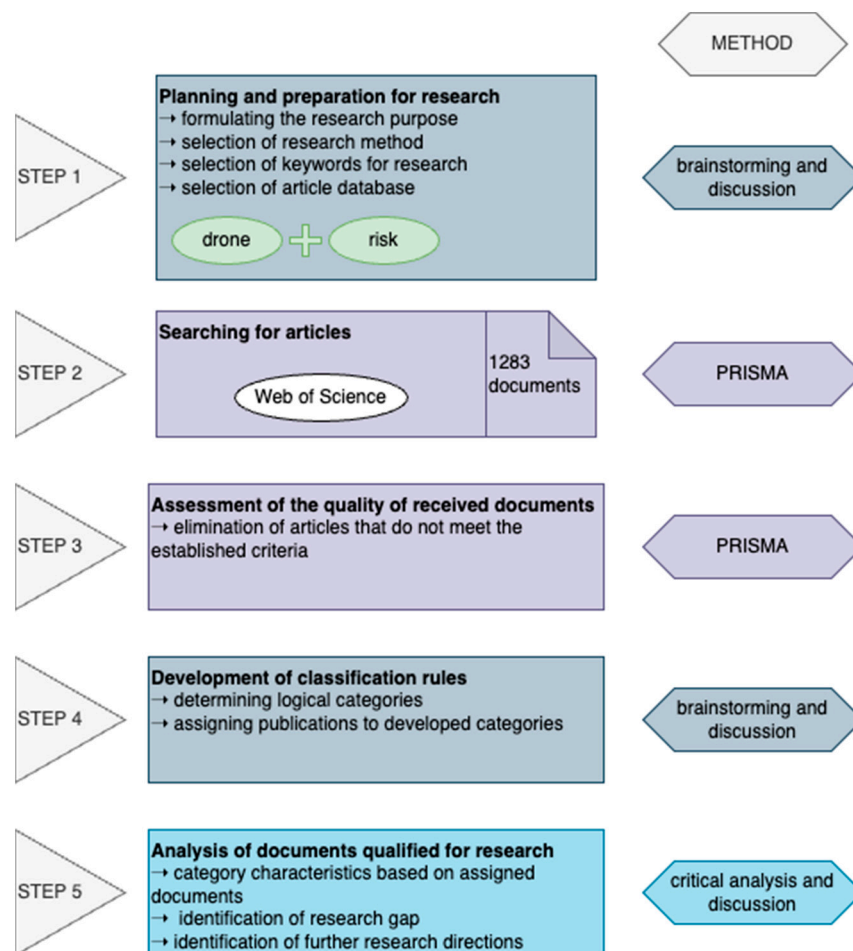 METHOD
STEP 1
Planning and preparation for research
→ formulating the research purpose
→ selection of research method
→ selection of keywords for research
→ selection of article database
drone + risk
brainstorming and
discussion
STEP 2
Searching for articles
Web of Science
1283
documents
PRISMA
STEP 3
Assessment of the quality of received documents
→ elimination of articles that do not meet the
established criteria
PRISMA
STEP 4
Development of classification rules
→ determining logical categories
→ assigning publications to developed categories
brainstorming and
discussion
STEP 5
Analysis of documents qualified for research
→ category characteristics based on assigned
documents
→ identification of research gap
→ identification of further research directions
critical analysis and
discussion